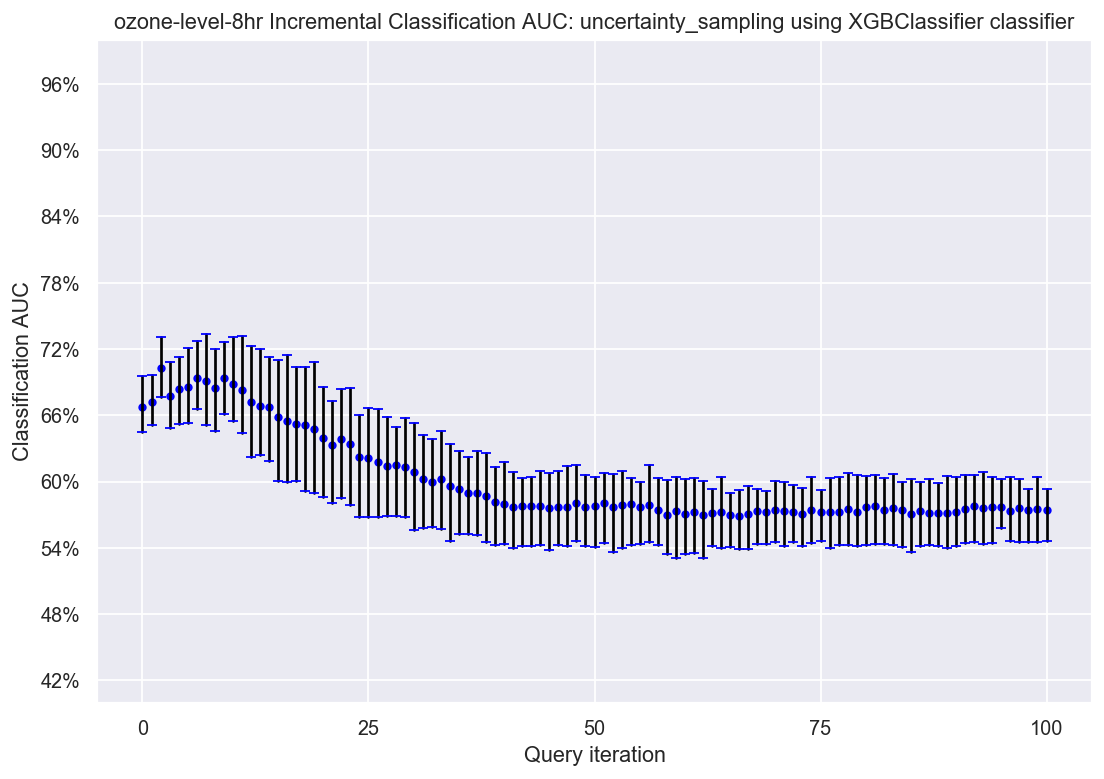 ozone-level-8hr Incremental Classification AUC: uncertainty_sampling using XGBClassifier classifier
96%
90%
84%
78%
72%
66%
60%
54%
48%
42%
Classification AUC
0 25 50 75 100
Query iteration